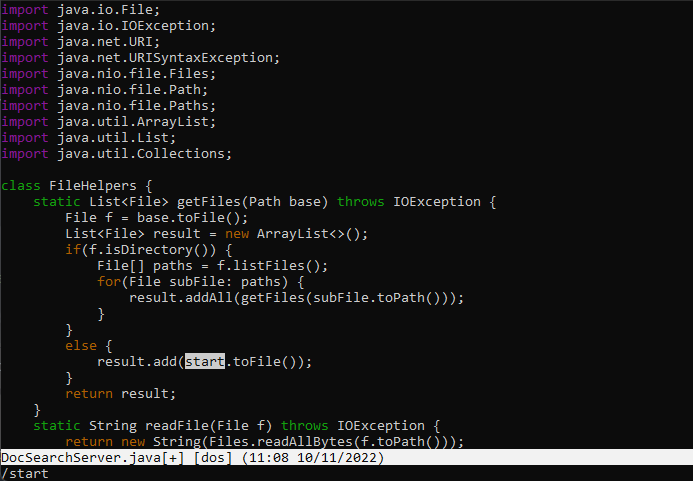 import java.io.File;
import java.io.IOException;
import java.net.URI;
import java.net.URISyntaxException;
import java.nio.file.Files;
import java.nio.file.Path;
import java.nio.file.Paths;
import java.util.ArrayList;
import java.util.List;
import java.util.Collections;

class FileHelpers {
    static List<File> getFiles(Path base) throws IOException {
        File f = base.toFile();
        List<File> result = new ArrayList<>();
        if(f.isDirectory()) {
            File[] paths = f.listFiles();
            for(File subFile: paths) {
                result.addAll(getFiles(subFile.toPath()));
            }
        }
        else {
            result.add(start.toFile());
        }
        return result;
    }
    static String readFile(File f) throws IOException {
        return new String(Files.readAllBytes(f.toPath()));
DocSearchServer.java[+] [dos] (11:08 10/11/2022)
/start